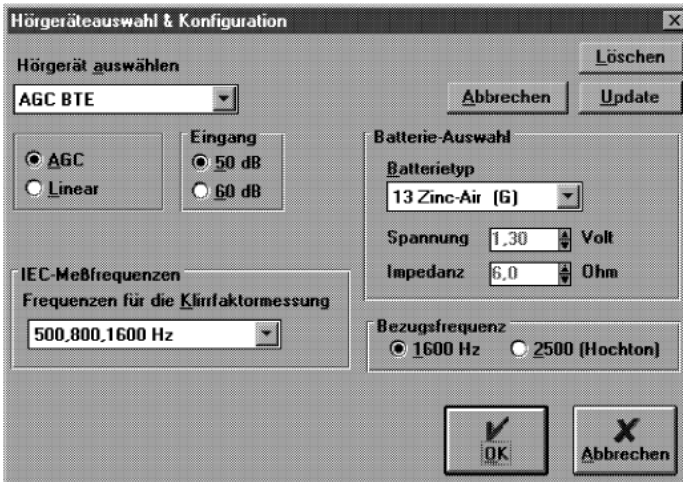 Hörgeräteauswahl & Konfiguration
Löschen
Hörgerät auswählen
AGC BTE
Abbrechen
Update
AGC
Linear
Eingang
50 dB
60 dB
Batterie-Auswahl
Batterietyp
13 Zinc-Air (G)
Spannung 1,30 Volt
Impedanz 6,0 Ohm
IEC-Meßfrequenzen
Frequenzen für die Klirrfaktormessung
500,800,1600 Hz
Bezugsfrequenz
1600 Hz 2500 (Hochton)
OK
Abbrechen